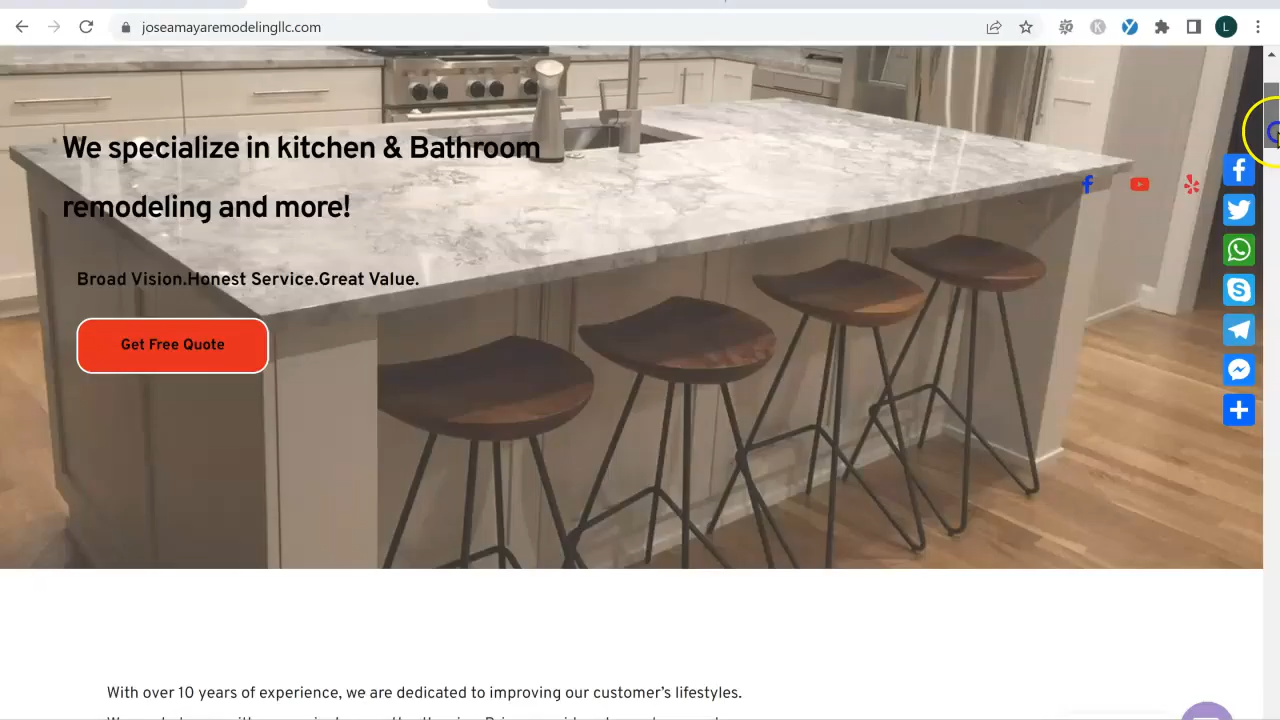 joseamayaremodelingllc.com
L
We specialize in kitchen & Bathroom
remodeling and more!
Broad Vision.Honest Service.Great Value.
Get Free Quote
With over 10 years of experience, we are dedicated to improving our customer's lifestyles.